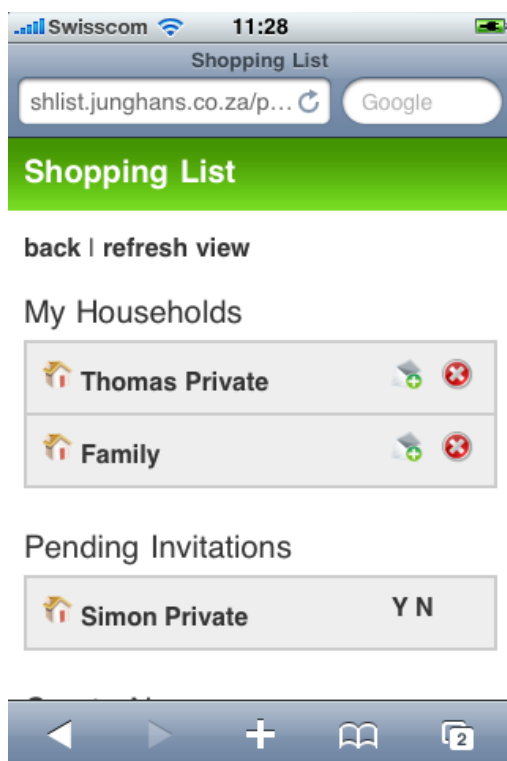 Swisscom 11:28
Shopping List
shlist.junghans.co.za/p... Google
Shopping List
back | refresh view
My Households
Thomas Private
Family
Pending Invitations
Simon Private Y N
2